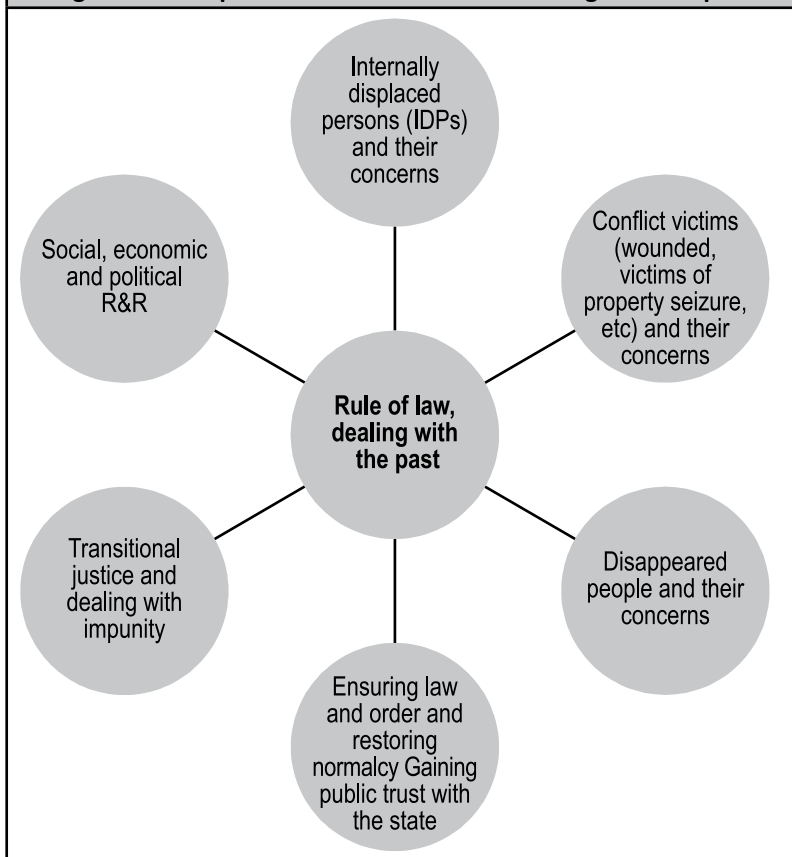 Internally
displaced
persons (IDPs)
and their
concerns
Social, economic
and political
R&R
Conflict victims
(wounded,
victims of
property seizure,
etc) and their
concerns
Rule of law,
dealing with
the past
Transitional
justice and
dealing with
impunity
Disappeared
people and their
concerns
Ensuring law
and order and
restoring
normalcy Gaining
public trust with
the state